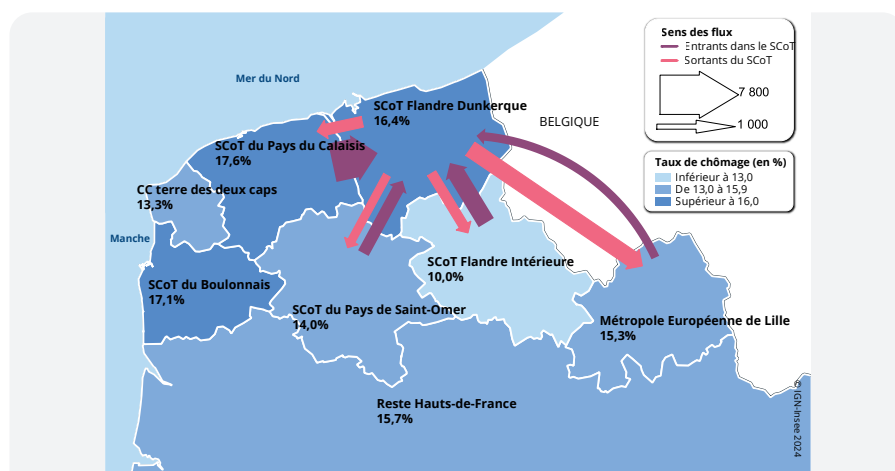 Sens des flux
Entrants dans le SCoT
Sortants du SCoT
7 800
1 000
Taux de chômage (en %)
Inférieur à 13,0
De 13,0 à 15,9
Supérieur à 16,0
Mer du Nord
SCoT Flandre Dunkerque
16,4%
BELGIQUE
SCoT du Pays du Calaisis
17,6%
CC terre des deux caps
13,3%
Manche
SCoT Flandre Intérieure
10,0%
SCoT du Boulonnais
17,1%
SCoT du Pays de Saint-Omer
14,0%
Métropole Européenne de Lille
15,3%
Reste Hauts-de-France
15,7%
© IGN-Insee 2024